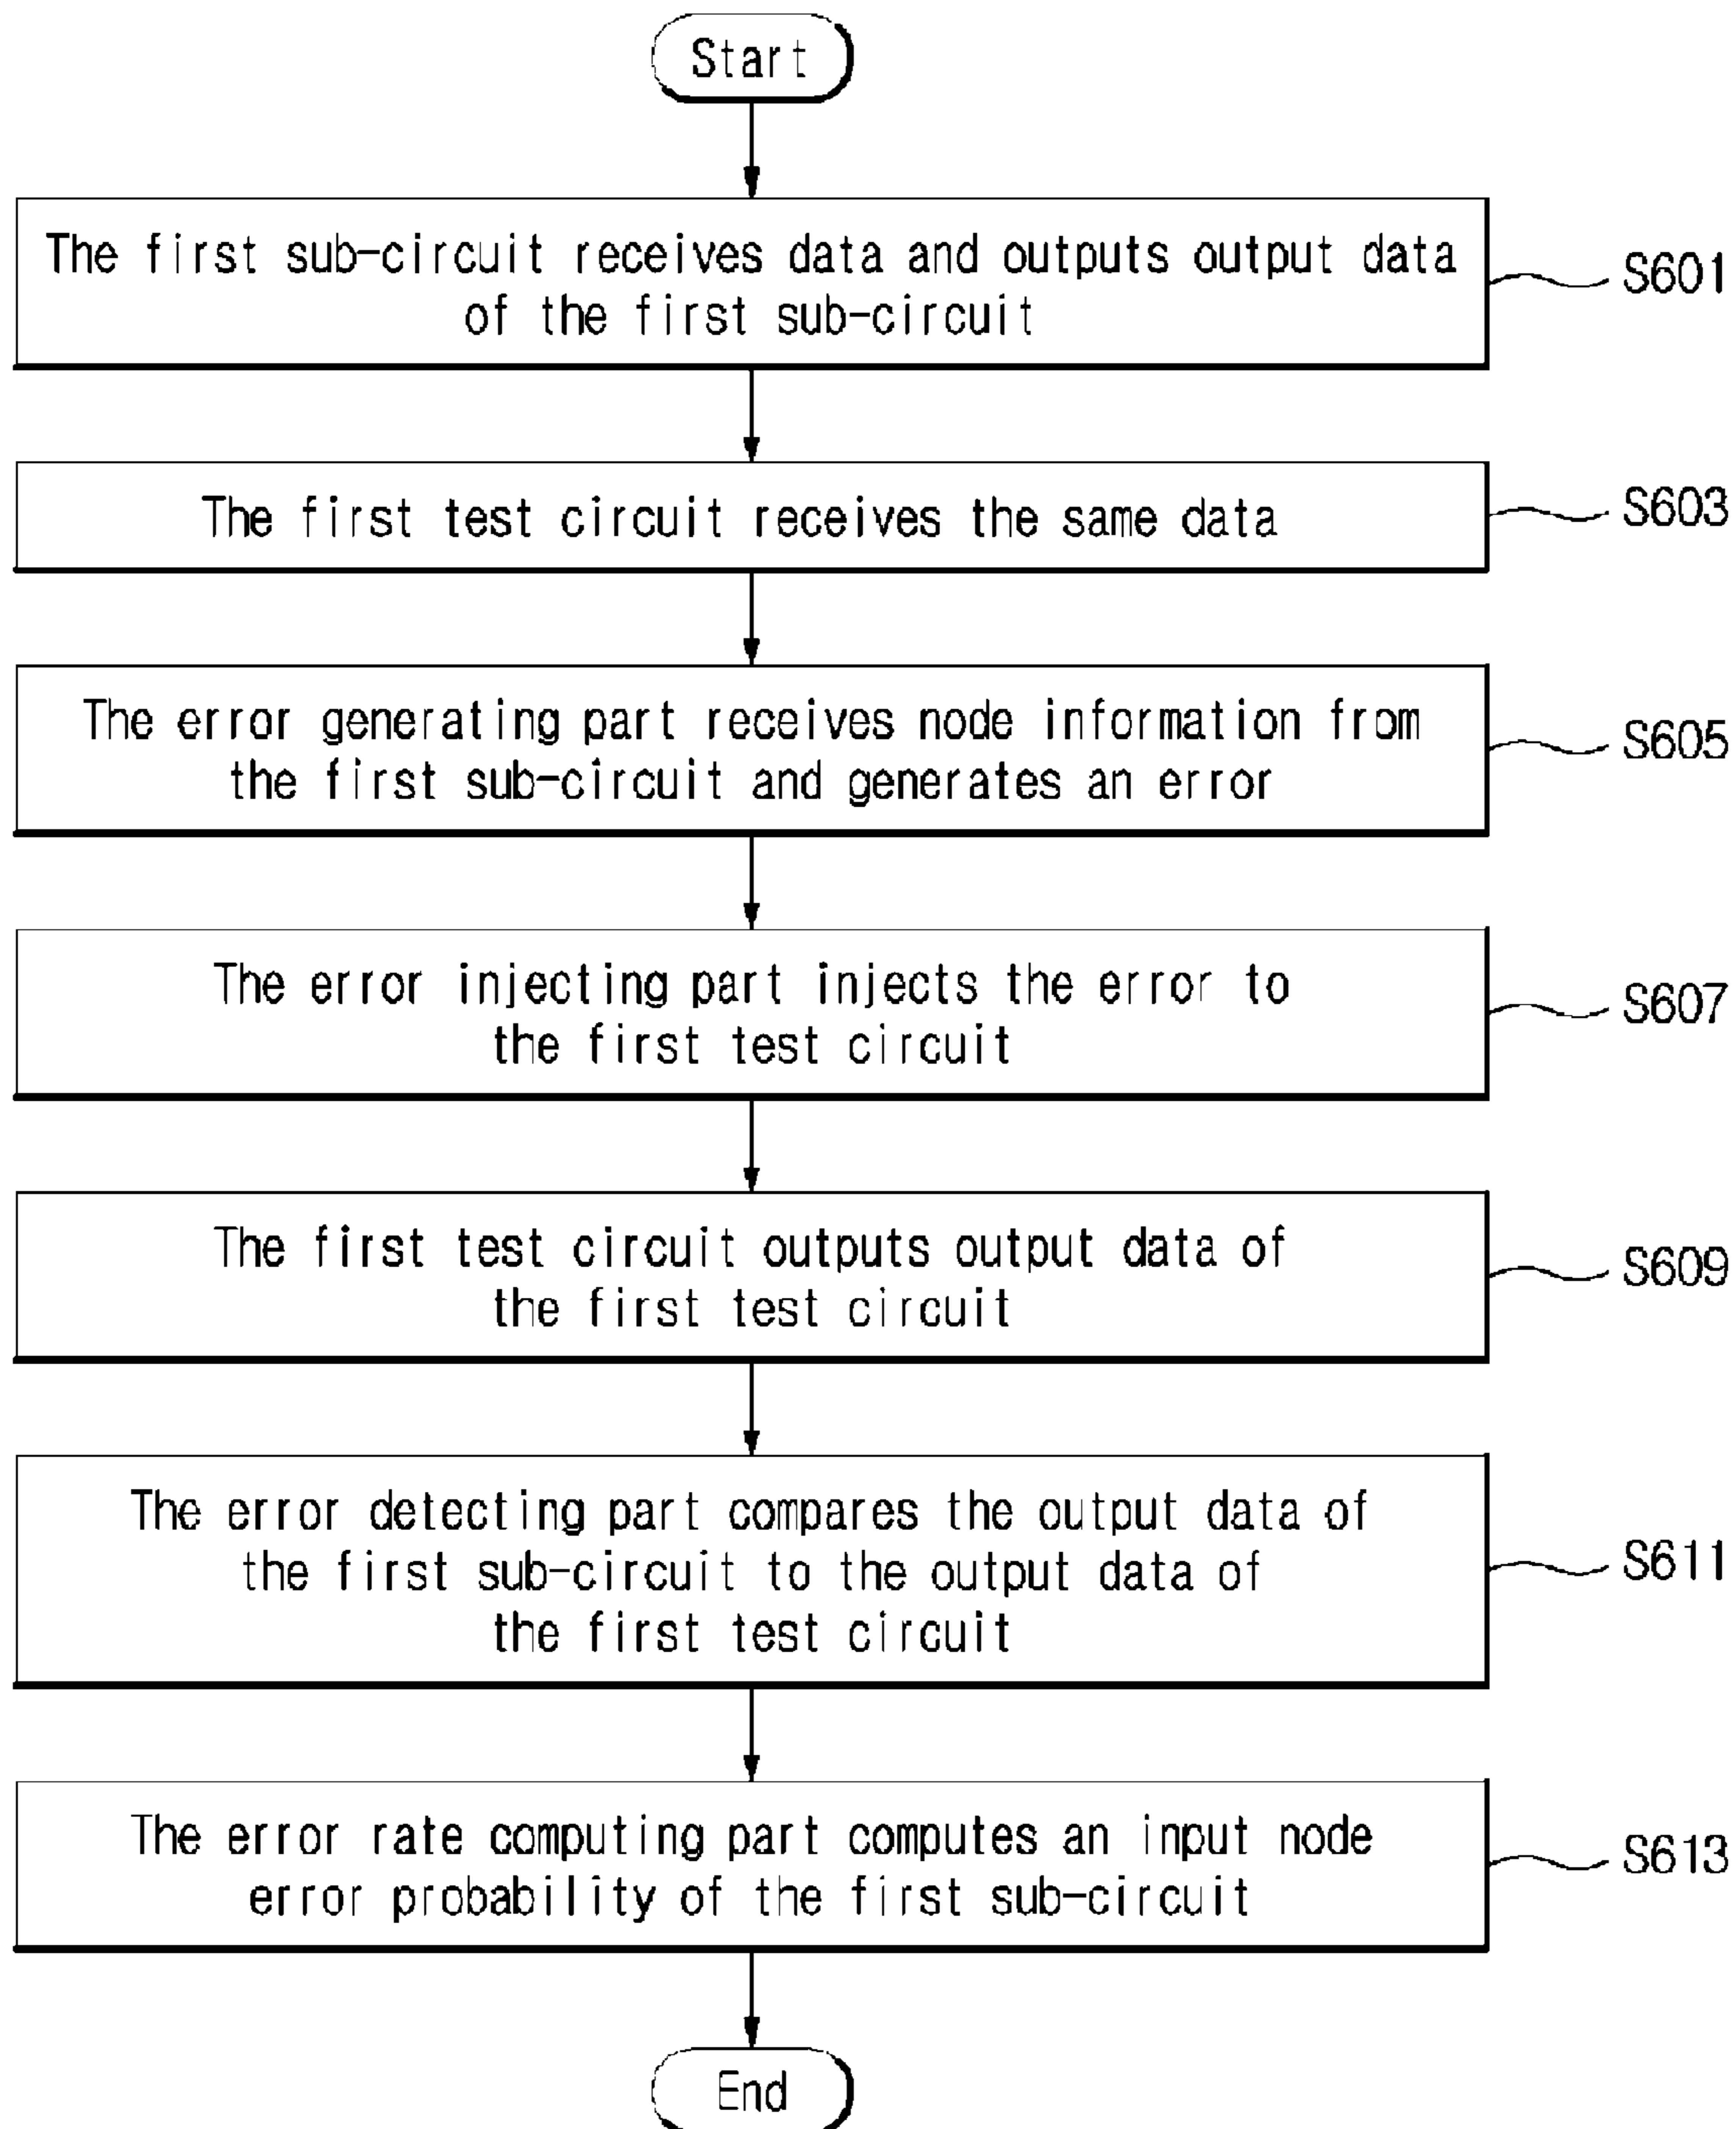 Start
The first sub-circuit receives data and outputs output data
of the first sub-circuit
S601
The first test circuit receives the same data
S603
The error generating part receives node information from
the first sub-circuit and generates an error
S605
The error injecting part injects the error to
the first test circuit
S607
The first test circuit outputs output data of
the first test circuit
S609
The error detecting part compares the output data of
the first sub-circuit to the output data of
the first test circuit
S611
The error rate computing part computes an input node
error probability of the first sub-circuit
S613
End